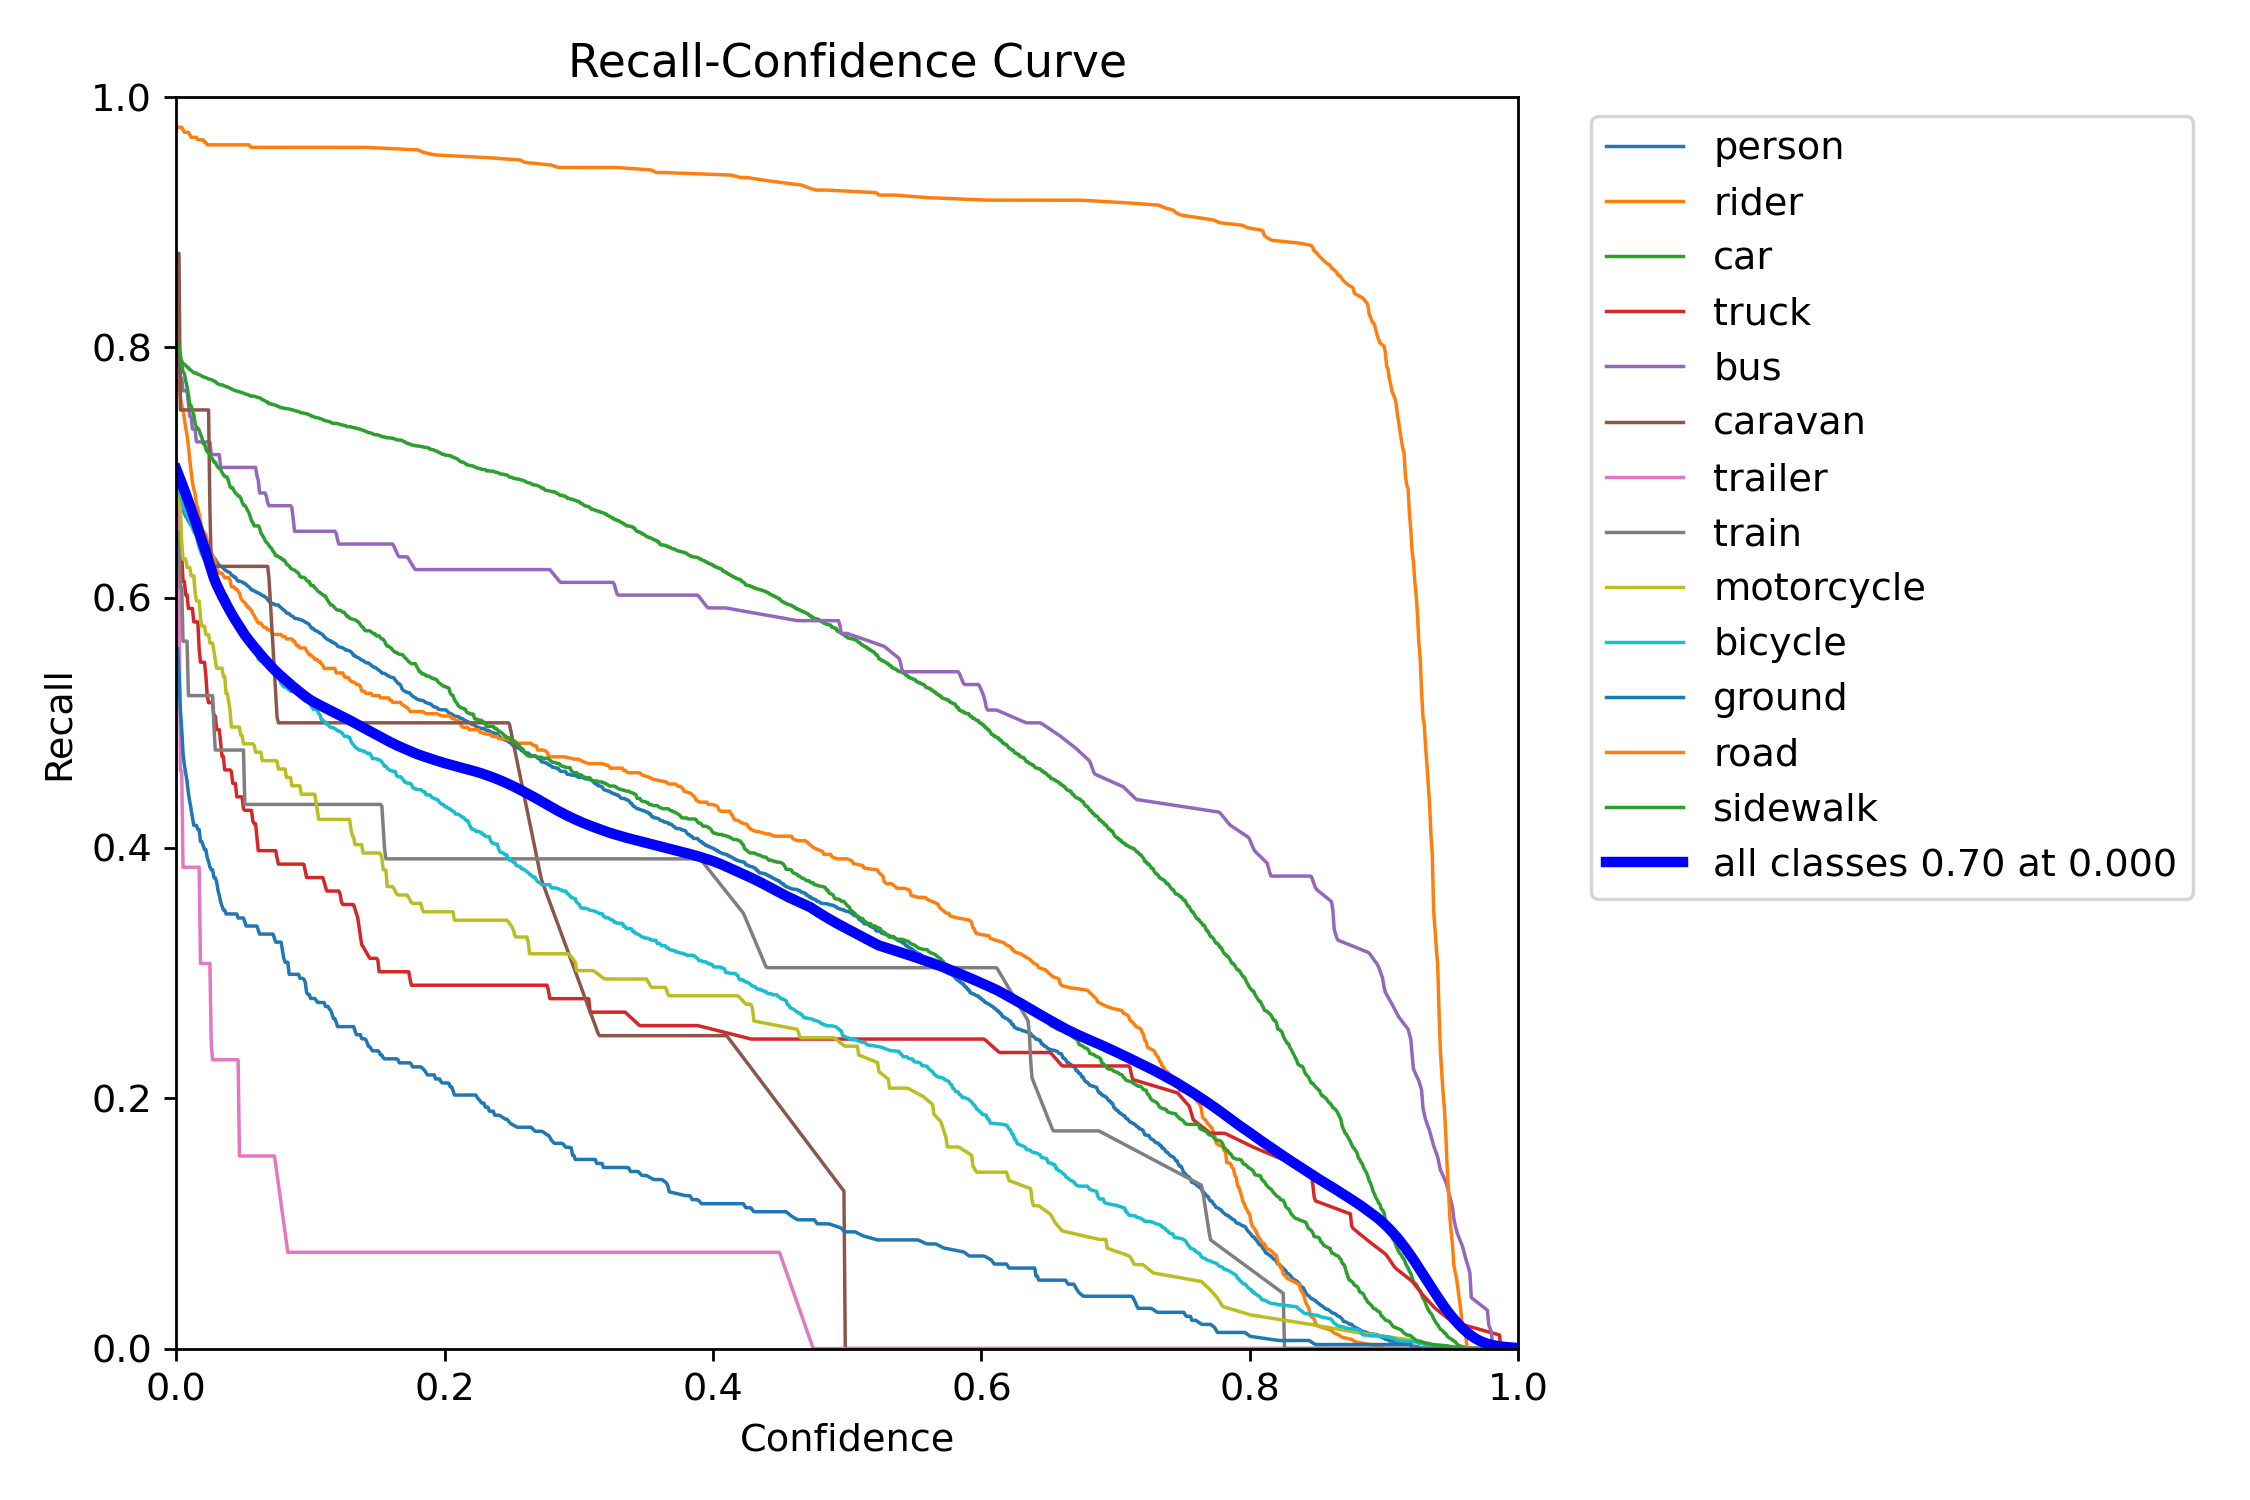 Recall-Confidence Curve
1.0
0.8
0.6
0.4
0.2
0.0
Recall
0.0 0.2 0.4 0.6 0.8 1.0
Confidence
person
rider
car
truck
bus
caravan
trailer
train
motorcycle
bicycle
ground
road
sidewalk
all classes 0.70 at 0.000